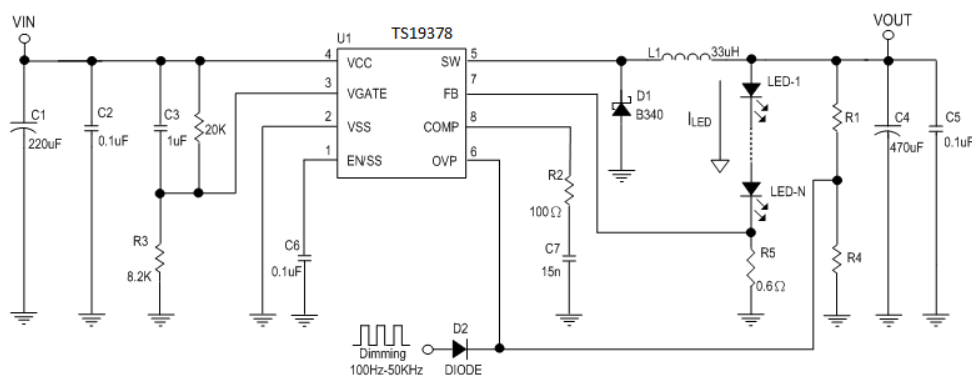 VIN
VOUT
U1
TS19378
4
VCC
SW
5
L1
33uH
3
VGATE
FB
7
2
VSS
COMP
8
1
EN/SS
OVP
6
C1
220uF
C2
0.1uF
C3
1uF
20K
R3
8.2K
C6
0.1uF
D1
B340
R2
100Ω
C7
15n
ILED
LED-1
LED-N
R5
0.6Ω
R1
R4
C4
470uF
C5
0.1uF
Dimming
100Hz-50KHz
D2
DIODE